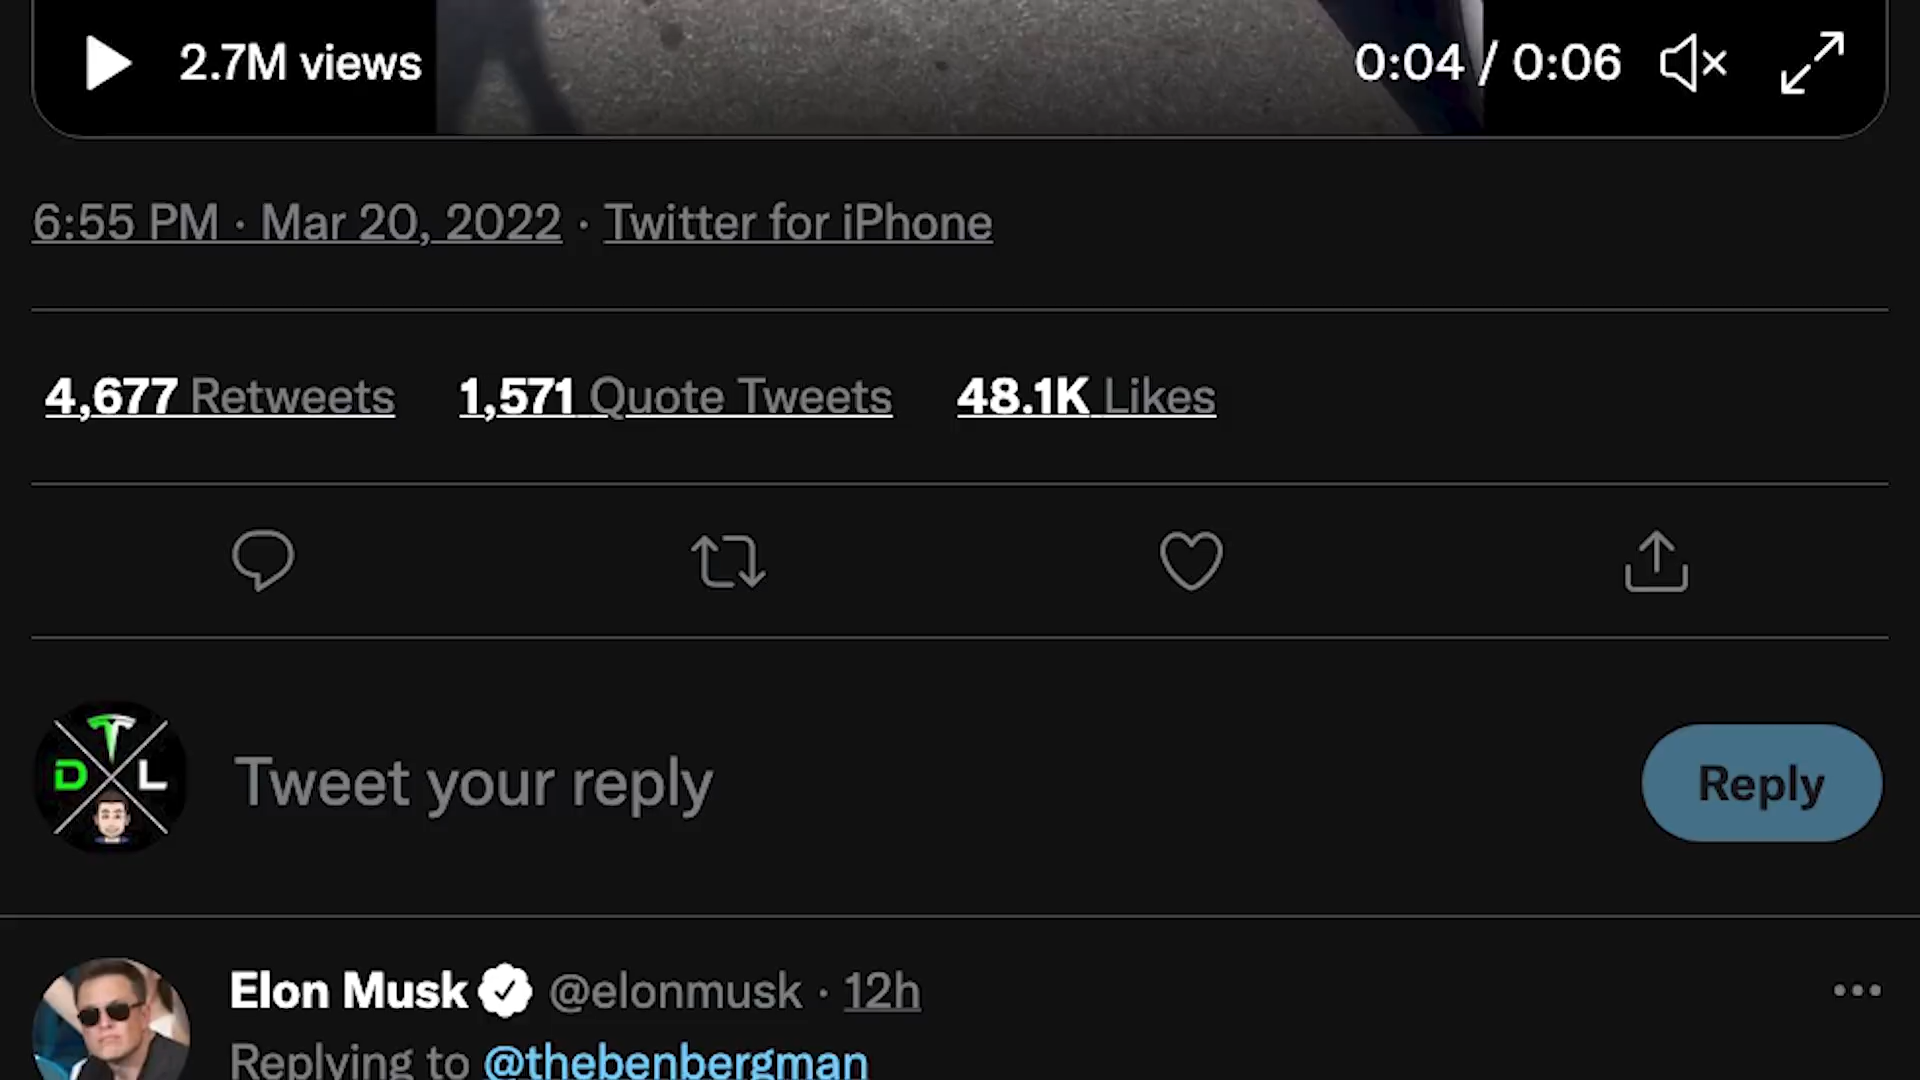 2.7M views
0:04 / 0:06
6:55 PM · Mar 20, 2022 · Twitter for iPhone
4,677 Retweets 1,571 Quote Tweets 48.1K Likes
D L
Tweet your reply
Reply
Elon Musk @elonmusk · 12h
Replying to @thebenbergman